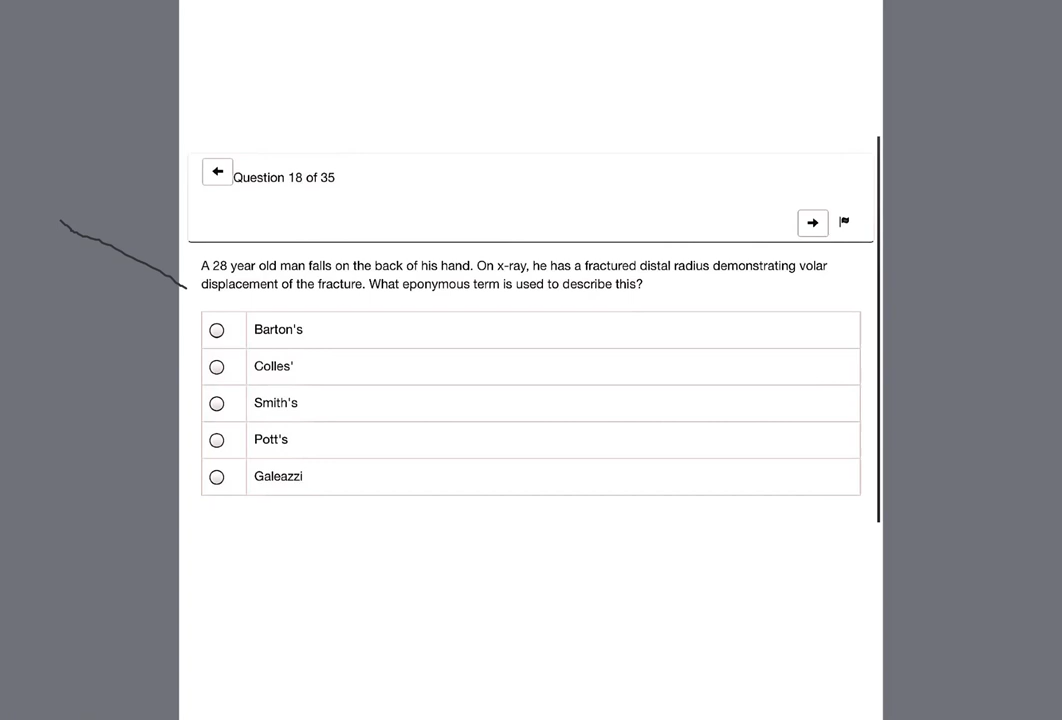 Question 18 of 35
A 28 year old man falls on the back of his hand. On x-ray, he has a fractured distal radius demonstrating volar
displacement of the fracture. What eponymous term is used to describe this?
Barton's
Colles'
Smith's
Pott's
Galeazzi